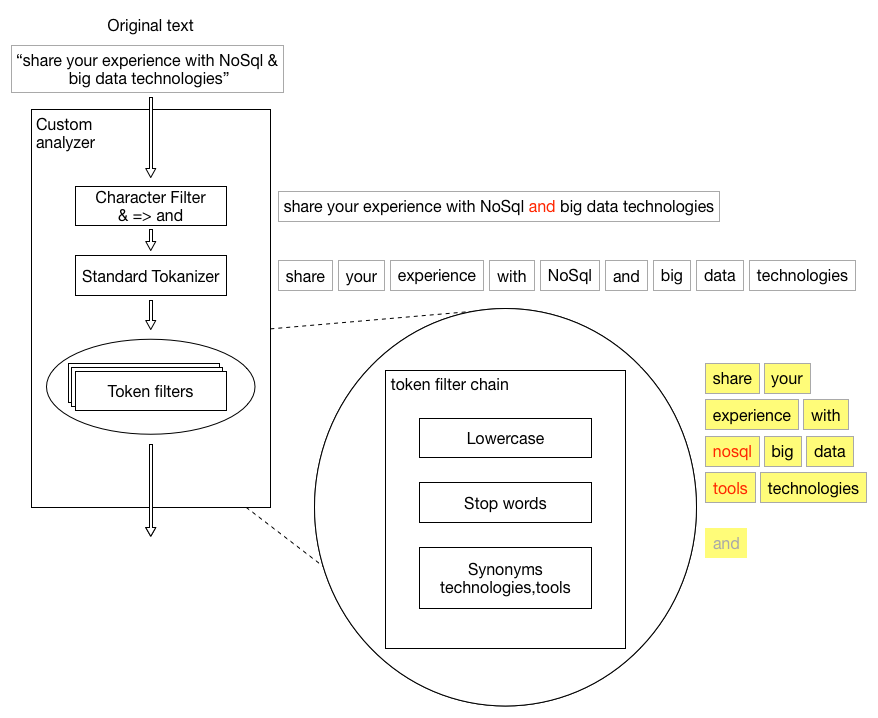 Original text
“share your experience with NoSql &
big data technologies”
Custom
analyzer
Character Filter
& => and
share your experience with NoSql and big data technologies
Standard Tokanizer
share your experience with NoSql and big data technologies
Token filters
token filter chain
Lowercase
Stop words
Synonyms
technologies,tools
share your
experience with
nosql big data
tools technologies
and